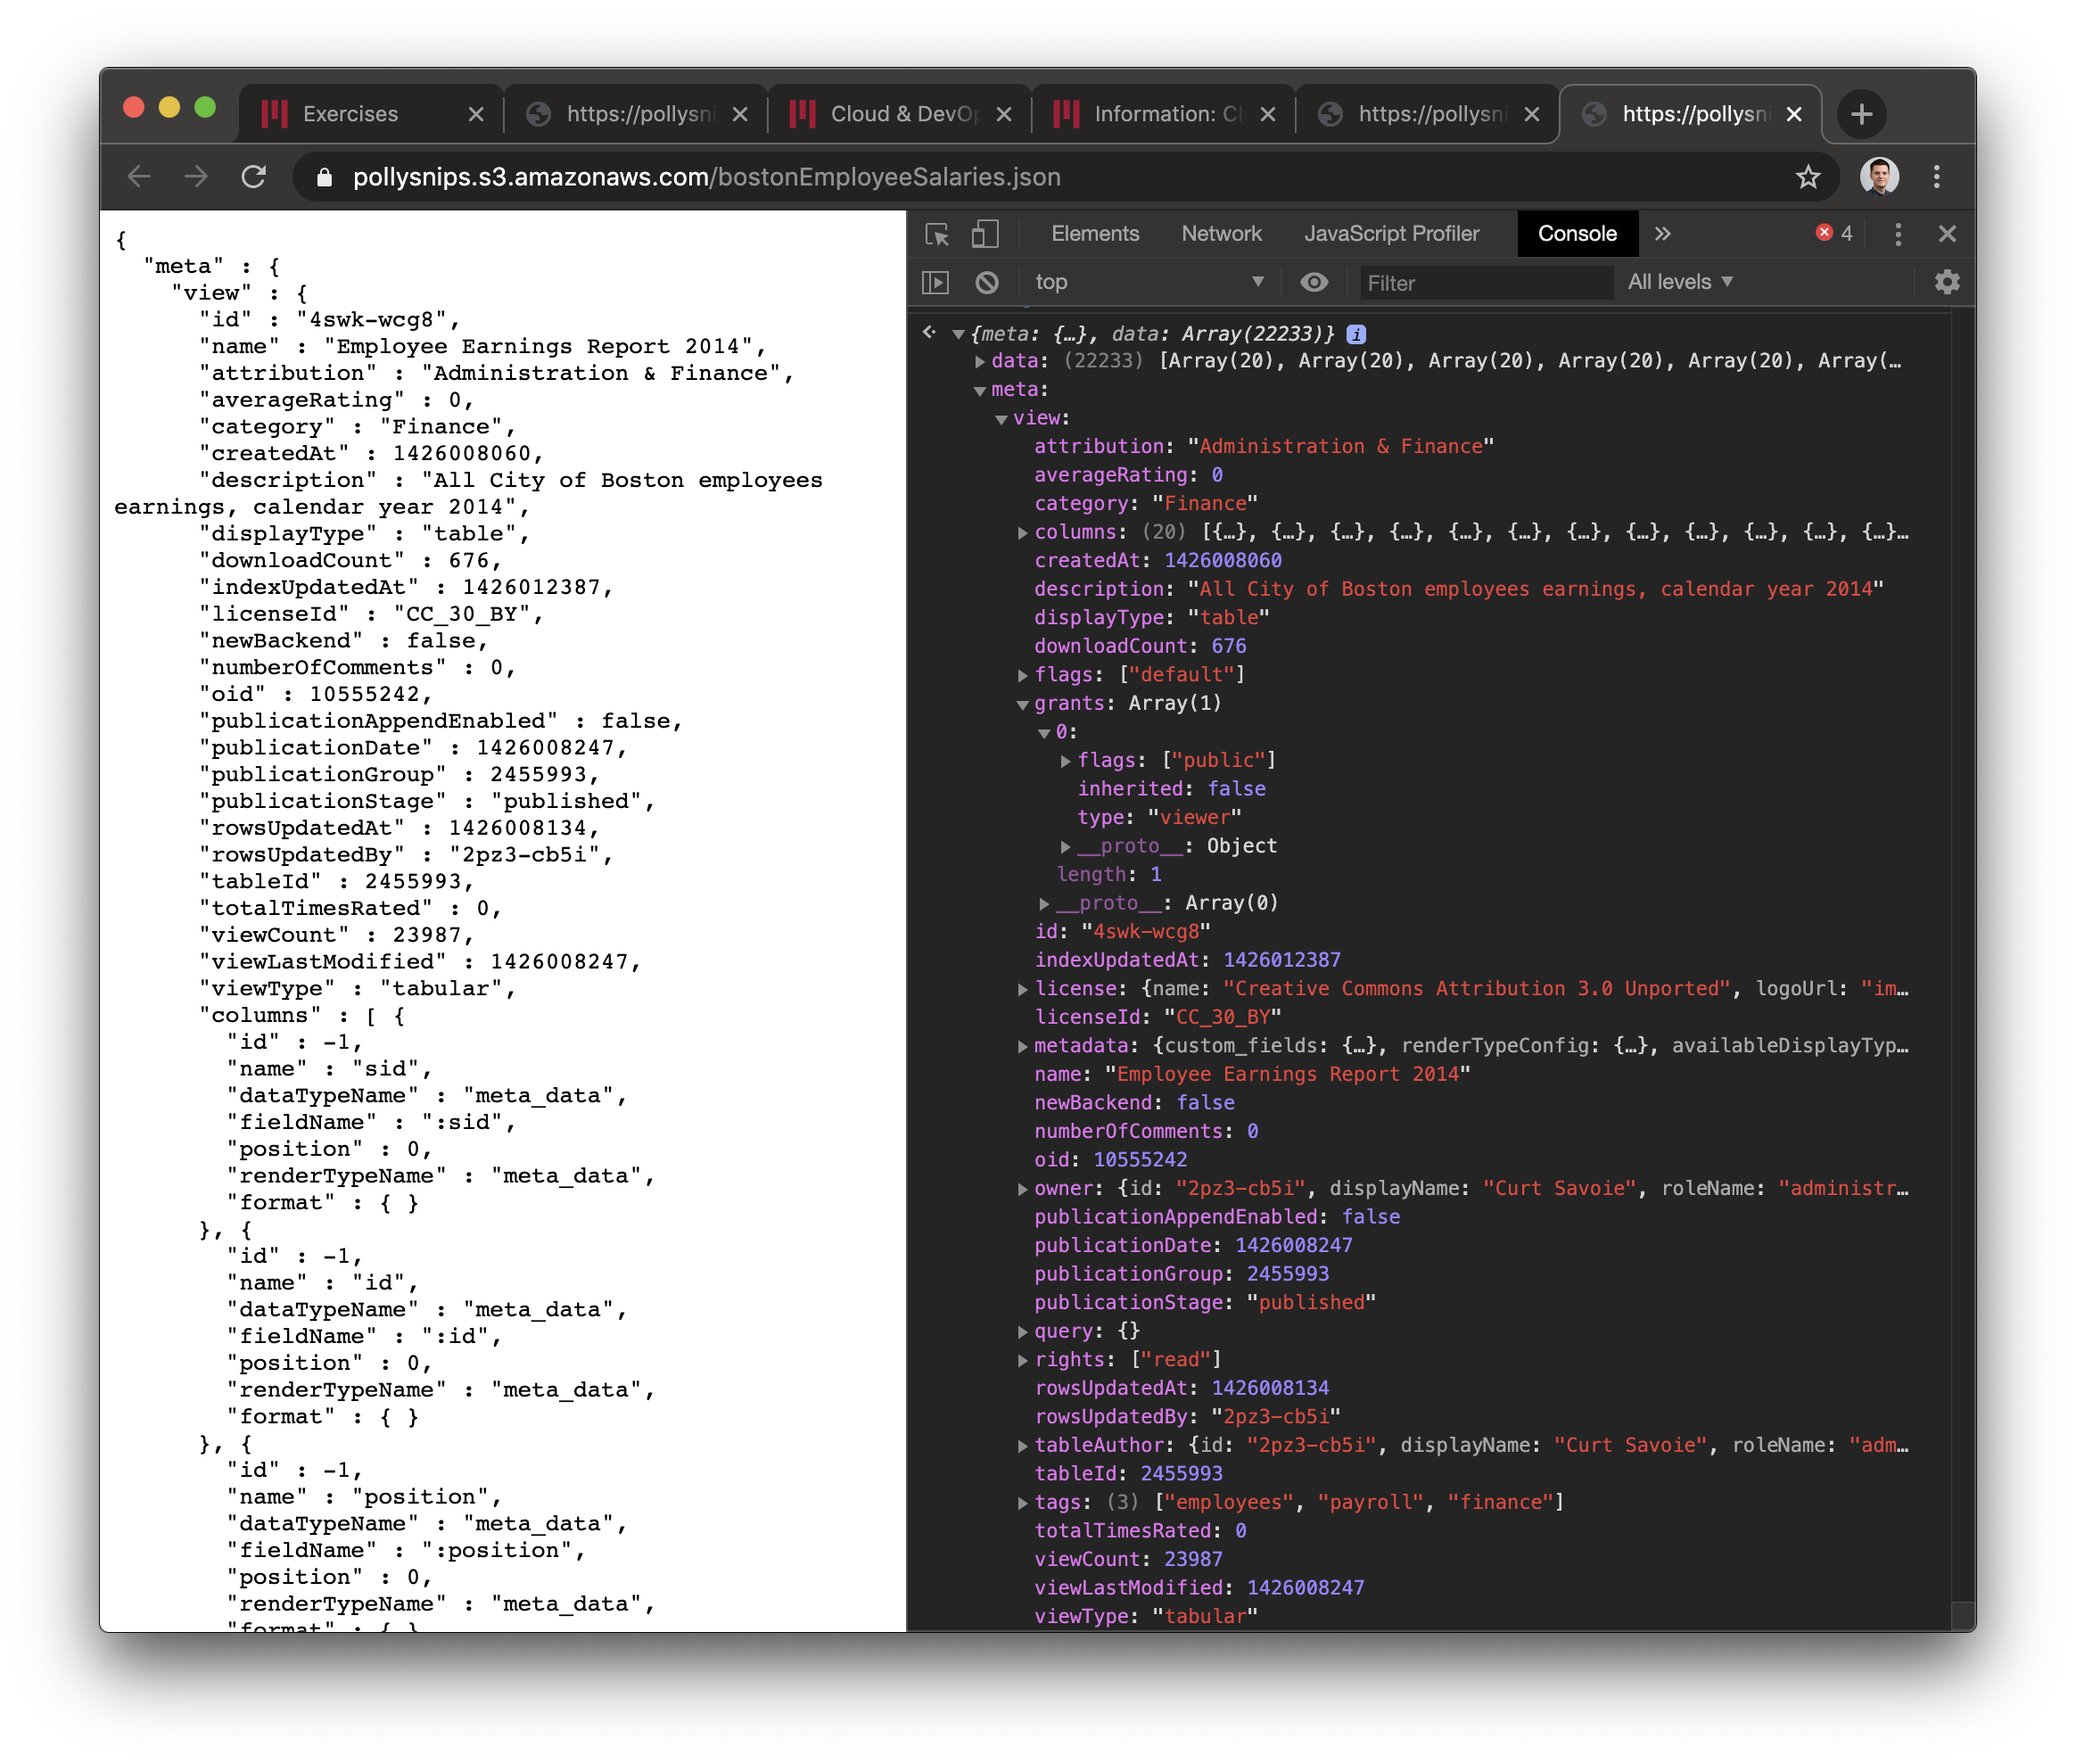 Exercises
https://pollysni
Cloud & DevOp
Information: Cl
https://pollysni
https://pollysni
pollysnips.s3.amazonaws.com/bostonEmployeeSalaries.json
{
"meta" : {
"view" : {
"id" : "4swk-wcg8",
"name" : "Employee Earnings Report 2014",
"attribution" : "Administration & Finance",
"averageRating" : 0,
"category" : "Finance",
"createdAt" : 1426008060,
"description" : "All City of Boston employees
earnings, calendar year 2014",
"displayType" : "table",
"downloadCount" : 676,
"indexUpdatedAt" : 1426012387,
"licenseId" : "CC_30_BY",
"newBackend" : false,
"numberOfComments" : 0,
"oid" : 10555242,
"publicationAppendEnabled" : false,
"publicationDate" : 1426008247,
"publicationGroup" : 2455993,
"publicationStage" : "published",
"rowsUpdatedAt" : 1426008134,
"rowsUpdatedBy" : "2pz3-cb5i",
"tableId" : 2455993,
"totalTimesRated" : 0,
"viewCount" : 23987,
"viewLastModified" : 1426008247,
"viewType" : "tabular",
"columns" : [ {
"id" : -1,
"name" : "sid",
"dataTypeName" : "meta_data",
"fieldName" : ":sid",
"position" : 0,
"renderTypeName" : "meta_data",
"format" : { }
}, {
"id" : -1,
"name" : "id",
"dataTypeName" : "meta_data",
"fieldName" : ":id",
"position" : 0,
"renderTypeName" : "meta_data",
"format" : { }
}, {
"id" : -1,
"name" : "position",
"dataTypeName" : "meta_data",
"fieldName" : ":position",
"position" : 0,
"renderTypeName" : "meta_data",
"format" : { }
Elements Network JavaScript Profiler Console » 4
top Filter All levels
{meta: {…}, data: Array(22233)} i
data: (22233) [Array(20), Array(20), Array(20), Array(20), Array(20), Array(…
meta:
view:
attribution: "Administration & Finance"
averageRating: 0
category: "Finance"
columns: (20) [{…}, {…}, {…}, {…}, {…}, {…}, {…}, {…}, {…}, {…}, {…}, {…}…
createdAt: 1426008060
description: "All City of Boston employees earnings, calendar year 2014"
displayType: "table"
downloadCount: 676
flags: ["default"]
grants: Array(1)
0:
flags: ["public"]
inherited: false
type: "viewer"
__proto__: Object
length: 1
__proto__: Array(0)
id: "4swk-wcg8"
indexUpdatedAt: 1426012387
license: {name: "Creative Commons Attribution 3.0 Unported", logoUrl: "im…
licenseId: "CC_30_BY"
metadata: {custom_fields: {…}, renderTypeConfig: {…}, availableDisplayTyp…
name: "Employee Earnings Report 2014"
newBackend: false
numberOfComments: 0
oid: 10555242
owner: {id: "2pz3-cb5i", displayName: "Curt Savoie", roleName: "administr…
publicationAppendEnabled: false
publicationDate: 1426008247
publicationGroup: 2455993
publicationStage: "published"
query: {}
rights: ["read"]
rowsUpdatedAt: 1426008134
rowsUpdatedBy: "2pz3-cb5i"
tableAuthor: {id: "2pz3-cb5i", displayName: "Curt Savoie", roleName: "adm…
tableId: 2455993
tags: (3) ["employees", "payroll", "finance"]
totalTimesRated: 0
viewCount: 23987
viewLastModified: 1426008247
viewType: "tabular"